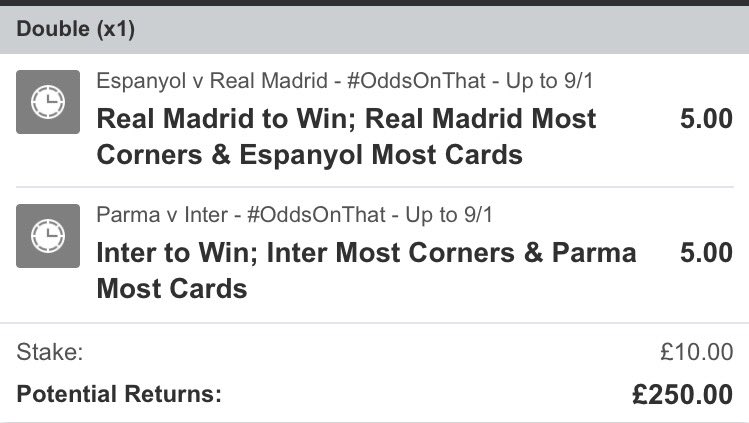 Double (x1)
Espanyol v Real Madrid - #OddsOnThat - Up to 9/1
Real Madrid to Win; Real Madrid Most 5.00
Corners & Espanyol Most Cards
Parma v Inter - #OddsOnThat - Up to 9/1
Inter to Win; Inter Most Corners & Parma 5.00
Most Cards
Stake: £10.00
Potential Returns: £250.00